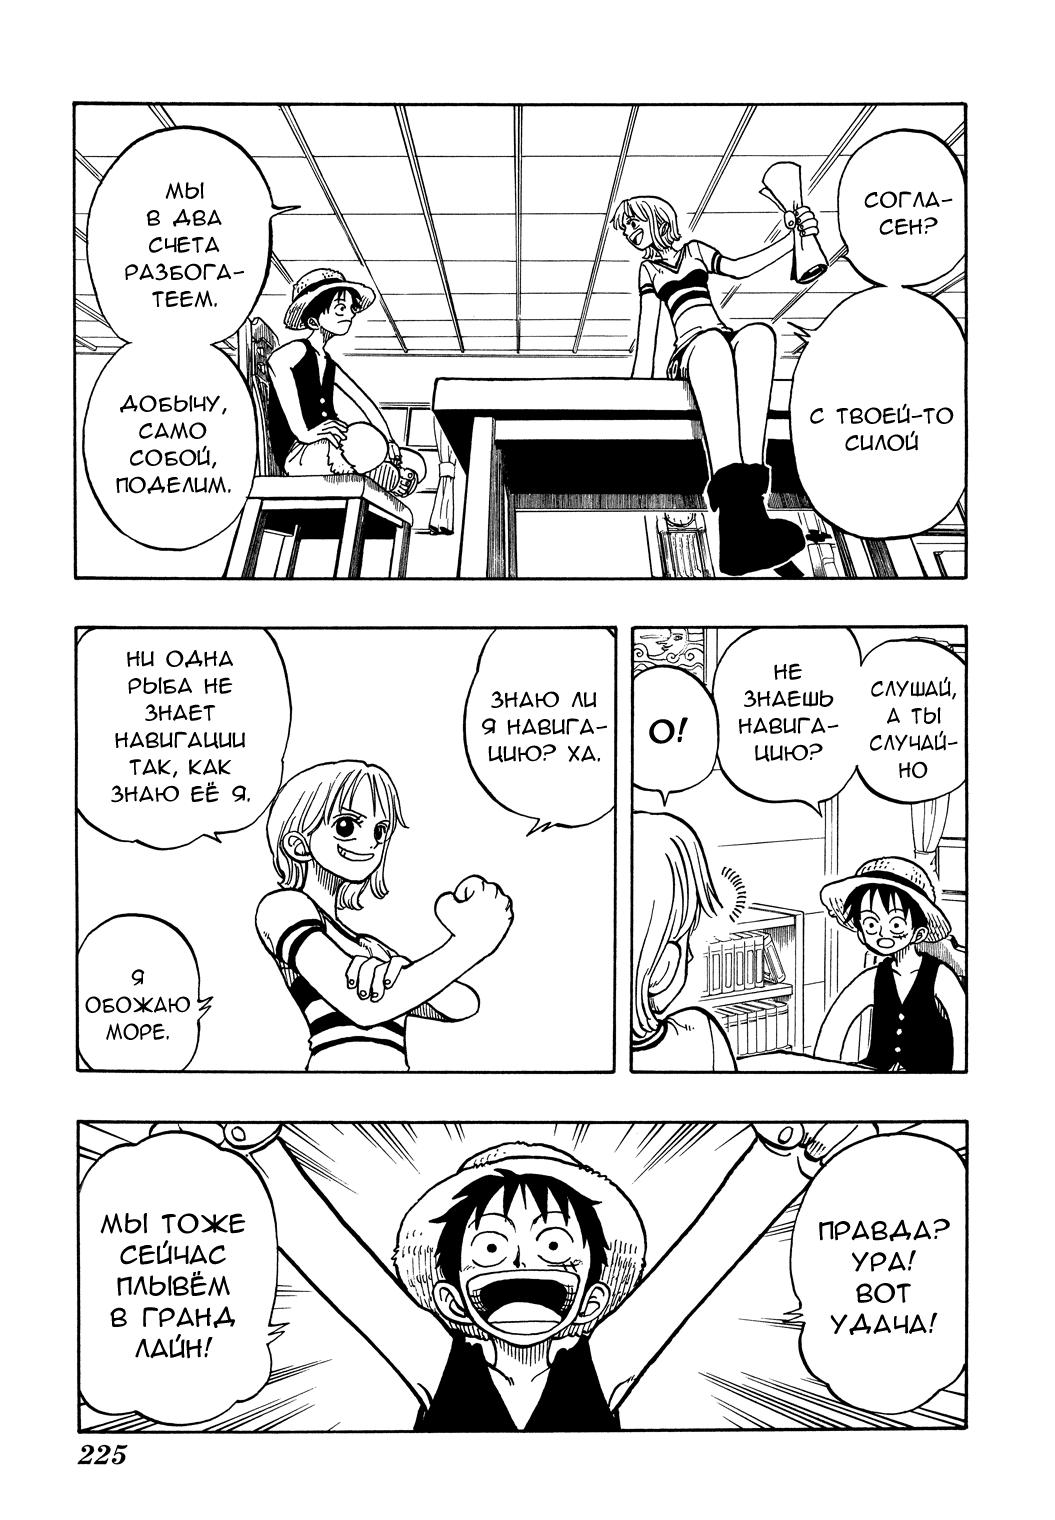 СОГЛА-
СЕН?
С ТВОЕЙ-ТО
СИЛОЙ
МЫ
В ДВА
СЧЕТА
РАЗБОГА-
ТЕЕМ.
ДОБЫЧУ,
САМО
СОБОЙ,
ПОДЕЛИМ.
СЛУШАЙ,
А ТЫ
СЛУЧАЙ-
НО
НЕ
ЗНАЕШЬ
НАВИГА-
ЦИЮ?
О!
ЗНАЮ ЛИ
Я НАВИГА-
ЦИЮ? ХА.
НИ ОДНА
РЫБА НЕ
ЗНАЕТ
НАВИГАЦИИ
ТАК, КАК
ЗНАЮ ЕЁ Я.
Я
ОБОЖАЮ
МОРЕ.
ПРАВДА?
УРА!
ВОТ
УДАЧА!
МЫ ТОЖЕ
СЕЙЧАС
ПЛЫВЁМ
В ГРАНД
ЛАЙН!
225